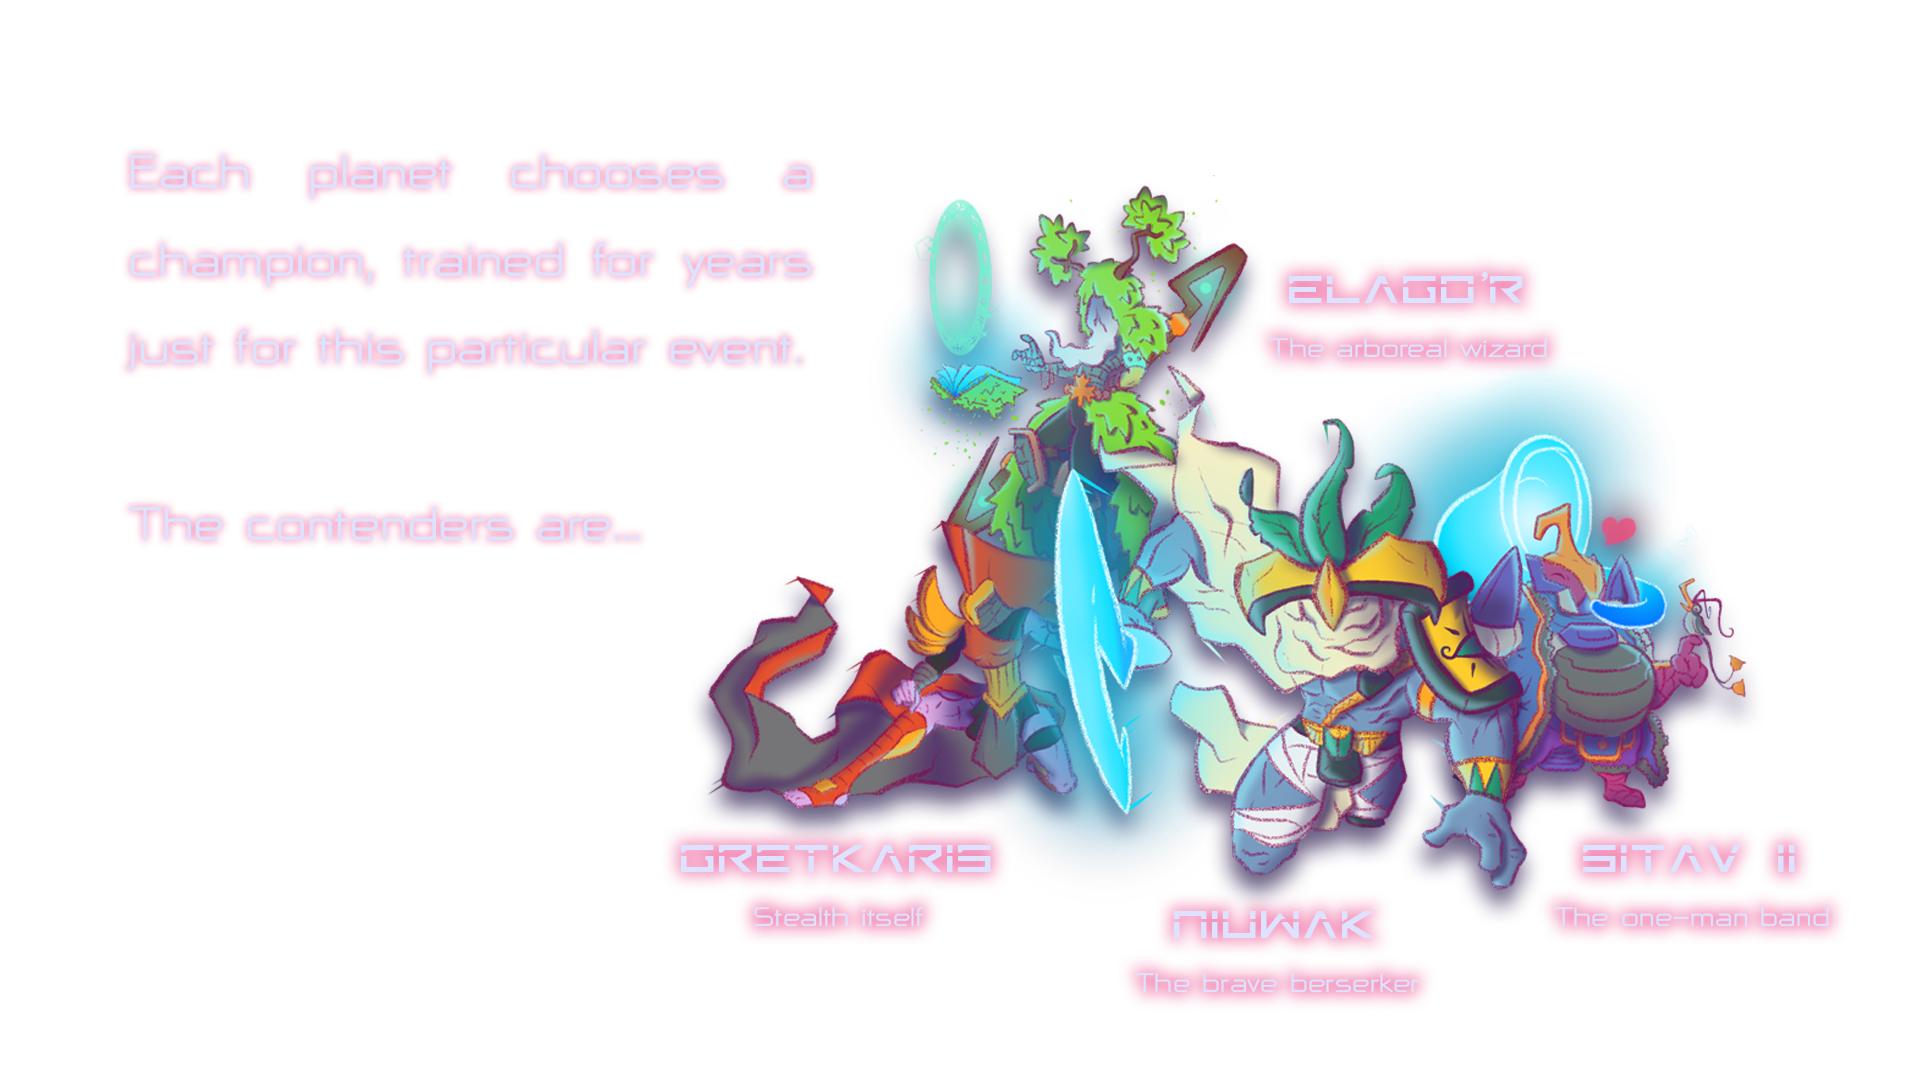 Each planet chooses a
champion, trained for years
just for this particular event.
The contenders are...
ELAGO'R
The arboreal wizard
GRETKARIS
Stealth itself
NIUWAK
The brave berserker
SITAV II
The one-man band